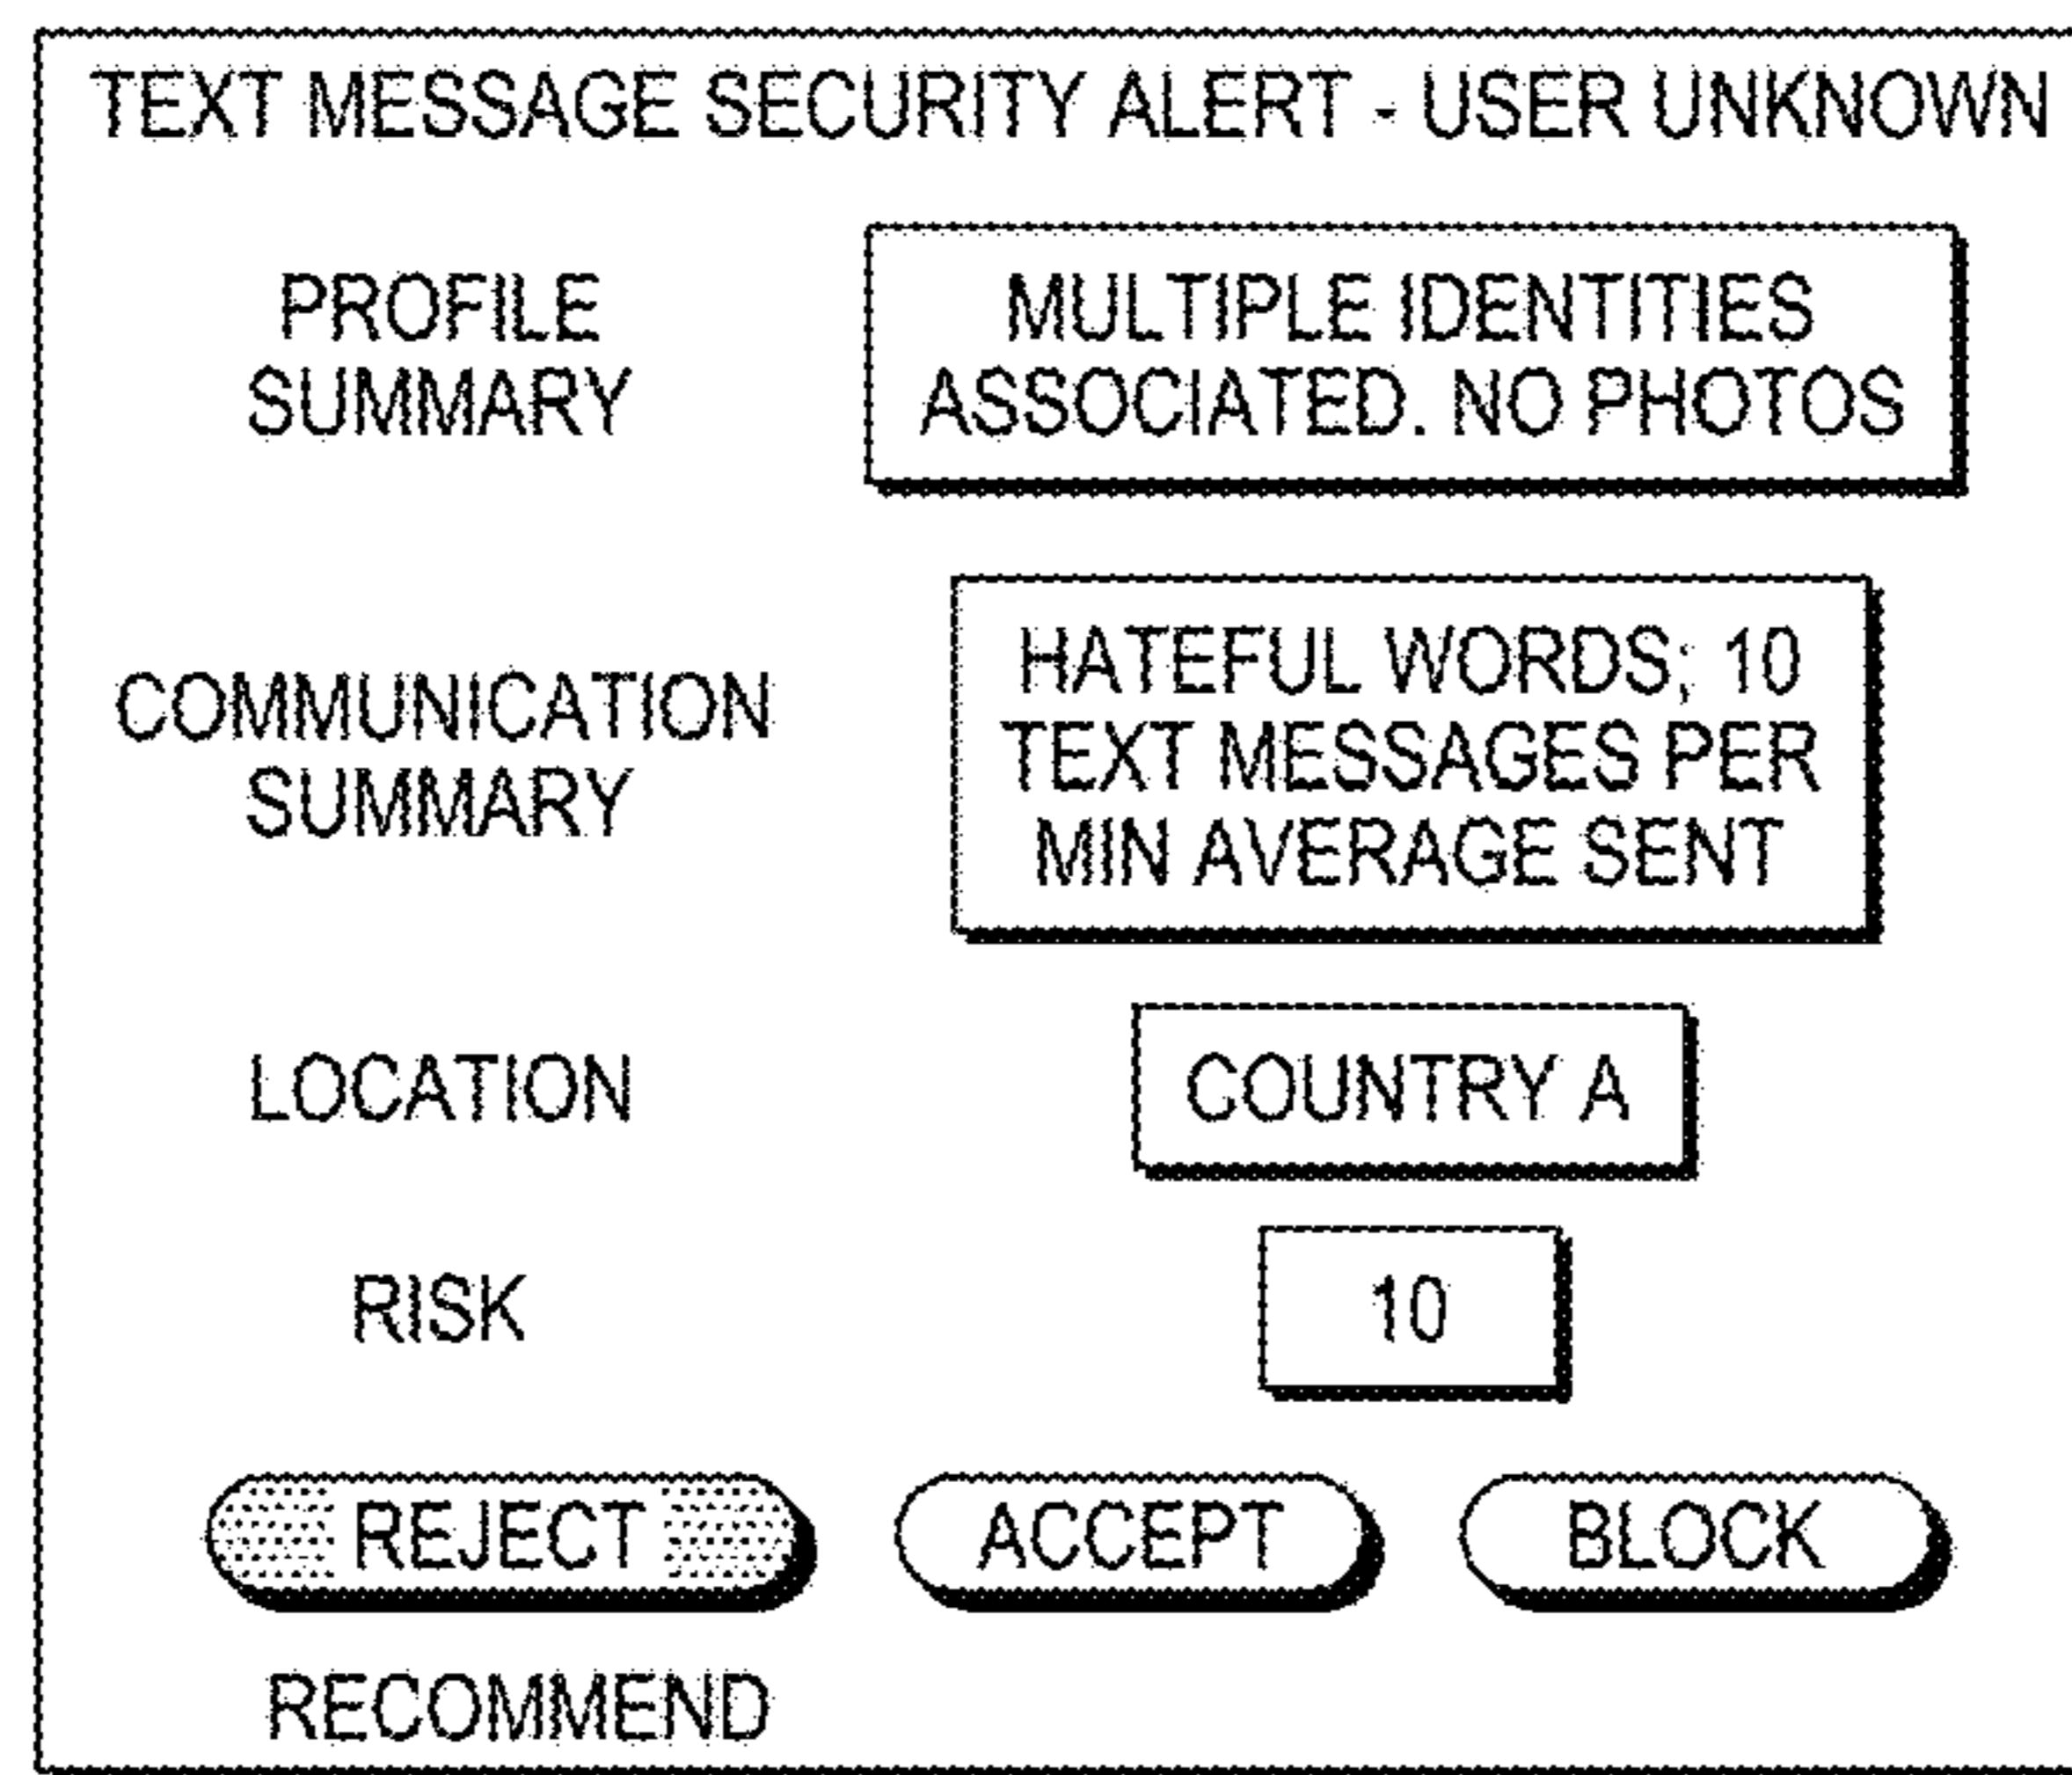 TEXT MESSAGE SECURITY ALERT - USER UNKNOWN
PROFILE
SUMMARY
MULTIPLE IDENTITIES
ASSOCIATED. NO PHOTOS
COMMUNICATION
SUMMARY
HATEFUL WORDS; 10
TEXT MESSAGES PER
MIN AVERAGE SENT
LOCATION
COUNTRY A
RISK
10
REJECT
ACCEPT
BLOCK
RECOMMEND